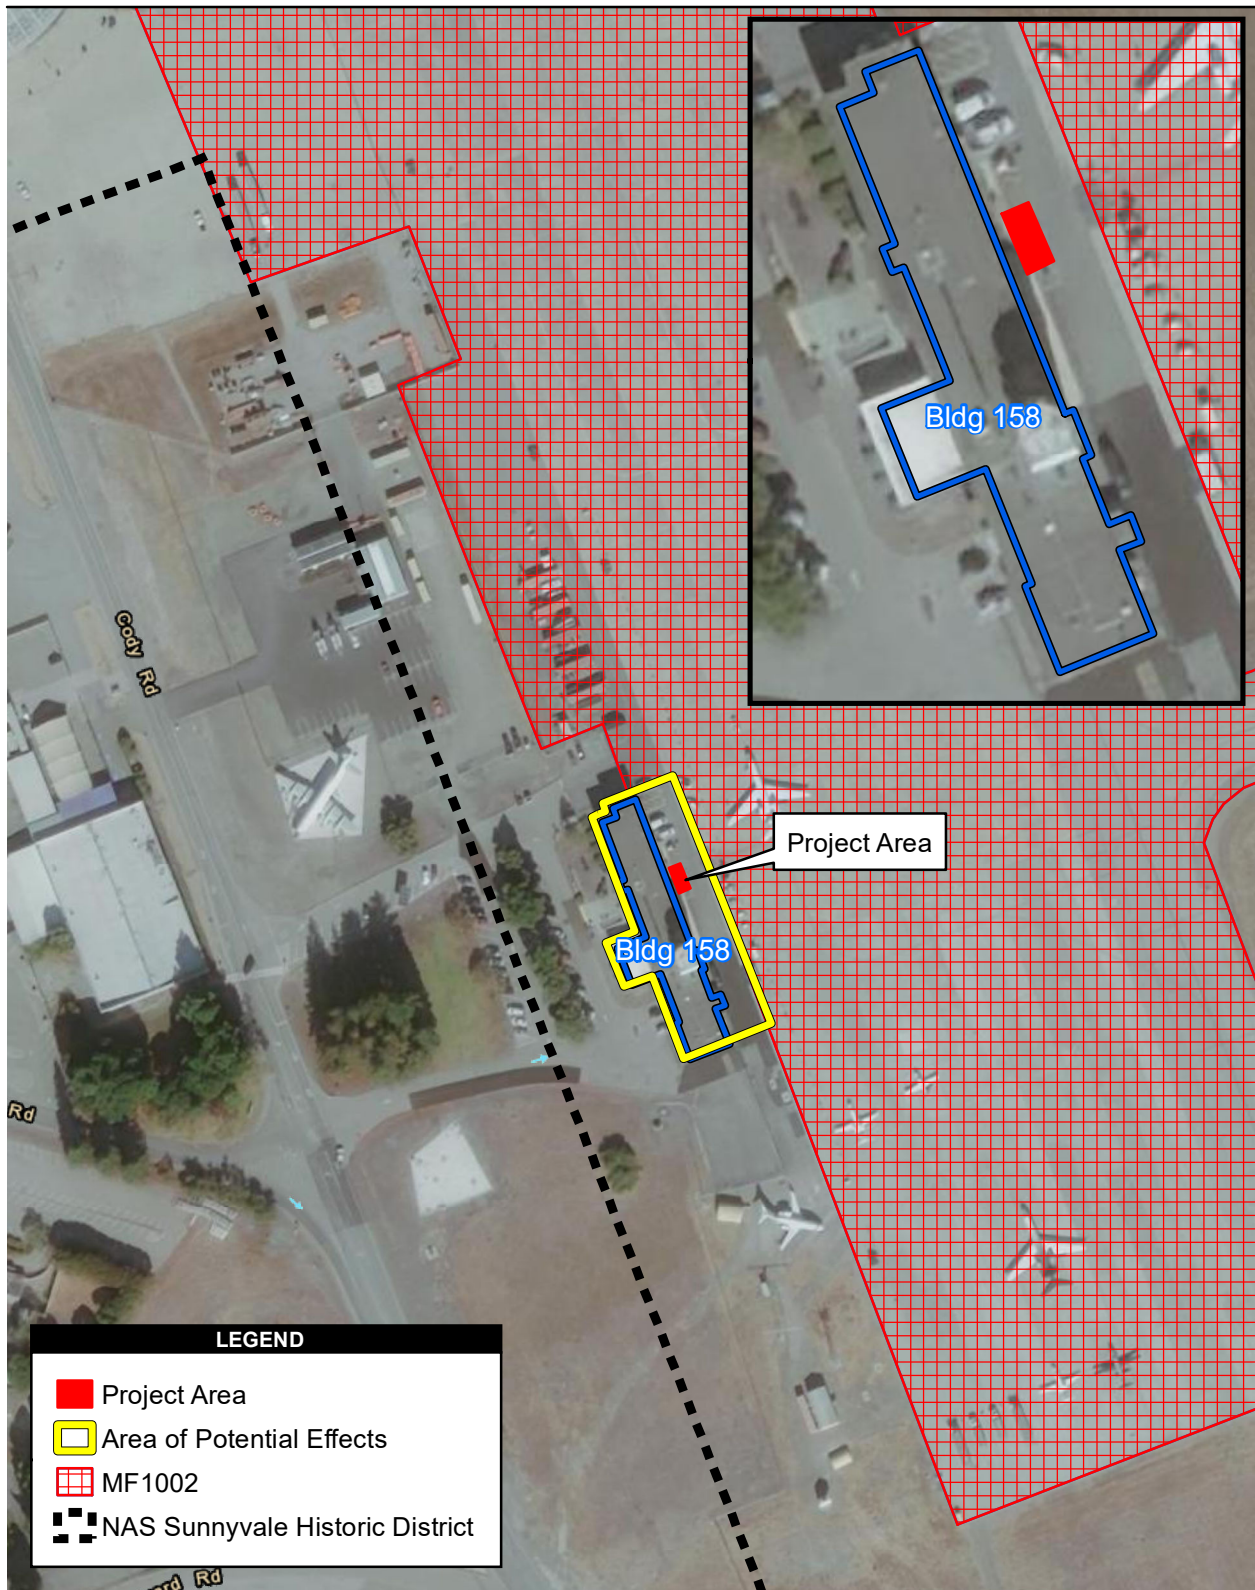 Bldg 158
Cody Rd
Project Area
Bldg 158
Rd
LEGEND
Project Area
Area of Potential Effects
MF1002
NAS Sunnyvale Historic District
Rd